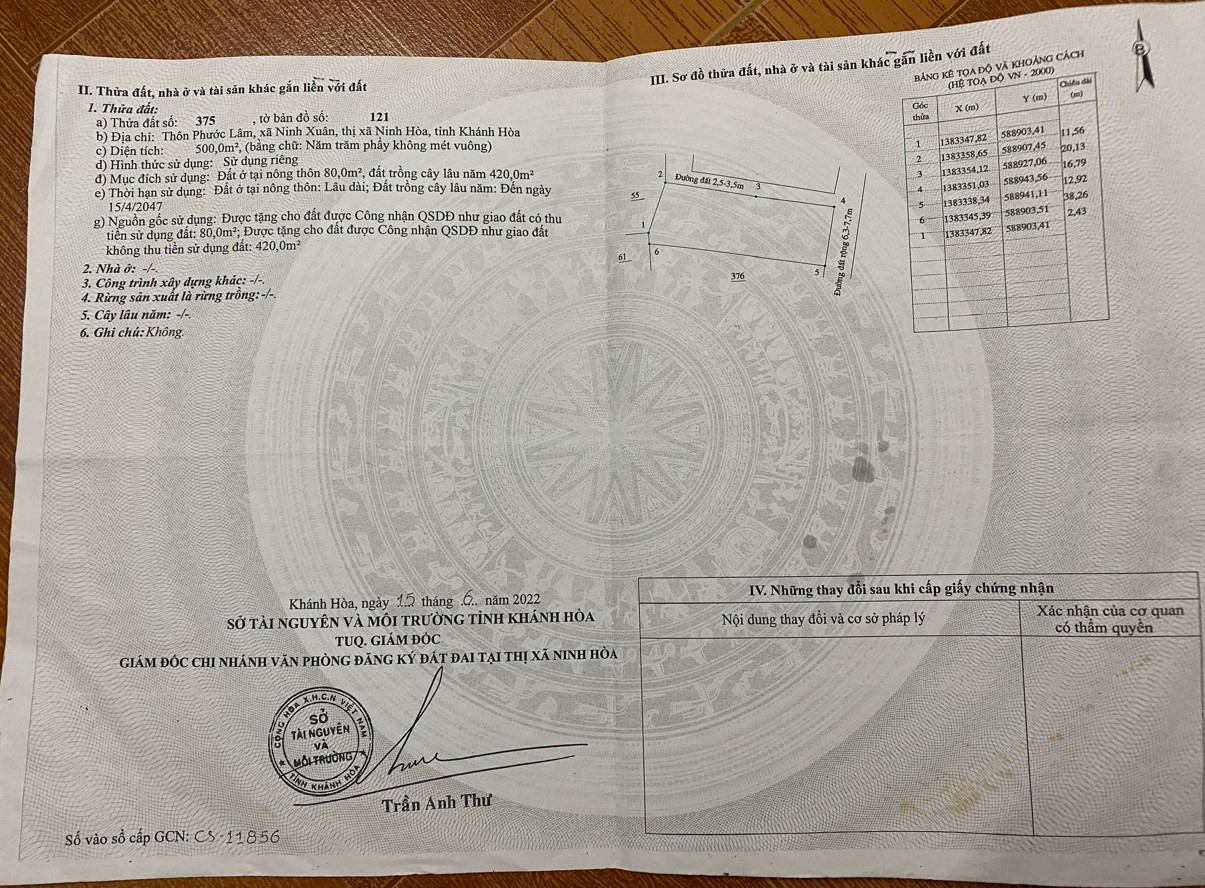 II. Thửa đất, nhà ở và tài sản khác gắn liền với đất
1. Thửa đất:
a) Thửa đất số: 375 , tờ bản đồ số: 121
b) Địa chỉ: Thôn Phước Lâm, xã Ninh Xuân, thị xã Ninh Hòa, tỉnh Khánh Hòa
c) Diện tích: 500,0m², (bằng chữ: Năm trăm phẩy không mét vuông)
d) Hình thức sử dụng: Sử dụng riêng
đ) Mục đích sử dụng: Đất ở tại nông thôn 80,0m², đất trồng cây lâu năm 420,0m²
e) Thời hạn sử dụng: Đất ở tại nông thôn: Lâu dài; Đất trồng cây lâu năm: Đến ngày
15/4/2047
g) Nguồn gốc sử dụng: Được tặng cho đất được Công nhận QSDĐ như giao đất có thu
tiền sử dụng đất: 80,0m²; Được tặng cho đất được Công nhận QSDĐ như giao đất
không thu tiền sử dụng đất: 420,0m²
2. Nhà ở: -/-.
3. Công trình xây dựng khác: -/-.
4. Rừng sản xuất là rừng trồng: -/-.
5. Cây lâu năm: -/-.
6. Ghi chú: Không.
Khánh Hòa, ngày 15 tháng 6 năm 2022
SỞ TÀI NGUYÊN VÀ MÔI TRƯỜNG TỈNH KHÁNH HÒA
TUQ. GIÁM ĐỐC
GIÁM ĐỐC CHI NHÁNH VĂN PHÒNG ĐĂNG KÝ ĐẤT ĐAI TẠI THỊ XÃ NINH HÒA
CỘNG HÒA X.H.C.N VIỆT NAM
SỞ
TÀI NGUYÊN
VÀ
MÔI TRƯỜNG
TỈNH KHÁNH HÒA
Trần Anh Thư
Số vào sổ cấp GCN: CS-11856
III. Sơ đồ thửa đất, nhà ở và tài sản khác gắn liền với đất
B
BẢNG KÊ TỌA ĐỘ VÀ KHOẢNG CÁCH
(HỆ TOẠ ĐỘ VN - 2000)
Góc thửa X (m) Y (m) Chiều dài (m)
1 1383347,82 588903,41
11,56
2 1383358,65 588907,45
20,13
3 1383354,12 588927,06
16,79
4 1383351,03 588943,56
12,92
5 1383338,34 588941,11
38,26
6 1383345,39 588903,51
2,43
1 1383347,82 588903,41
2 Đường đất 2,5-3,5m 3
4
55
1
6
61
5
376
Đường đất rộng 6,3-7,7m
IV. Những thay đổi sau khi cấp giấy chứng nhận
Nội dung thay đổi và cơ sở pháp lý
Xác nhận của cơ quan
có thẩm quyền